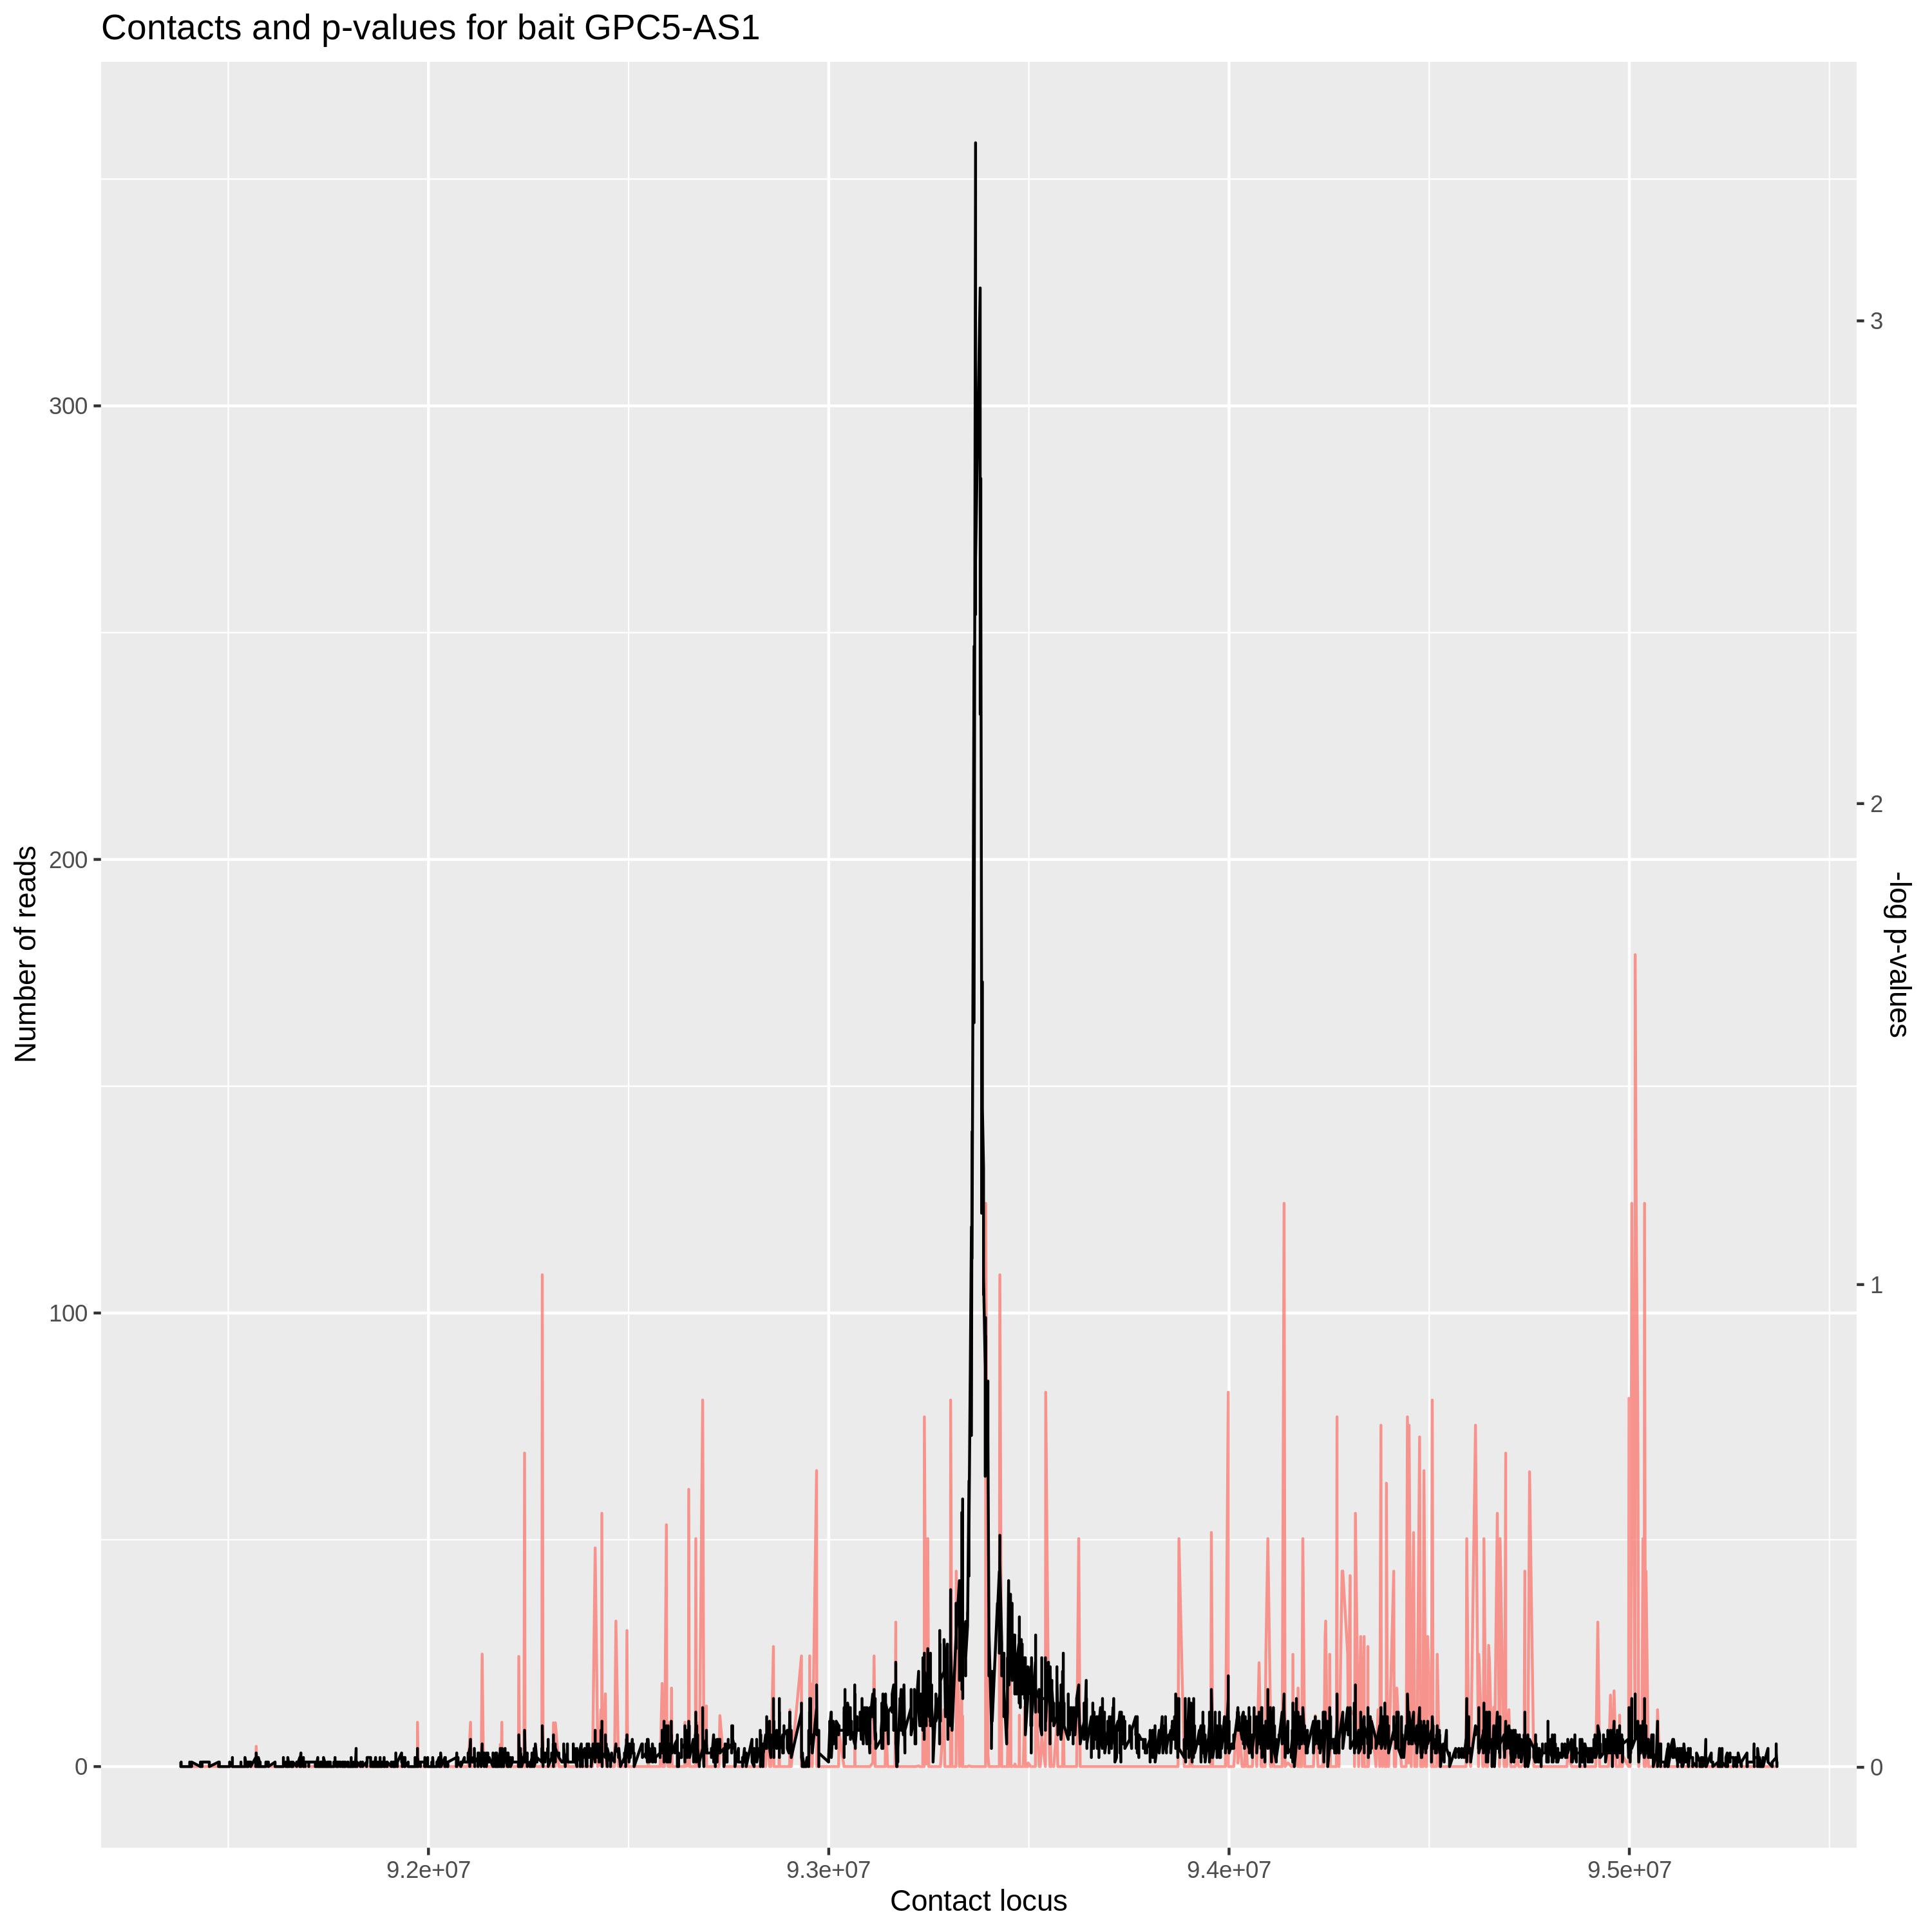 Contacts and p-values for bait GPC5-AS1
Number of reads
300
200
100
0
3
2
1
0
-log p-values
9.2e+07
9.3e+07
9.4e+07
9.5e+07
Contact locus